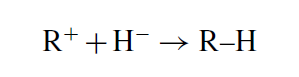 R⁺ + H⁻ → R–H